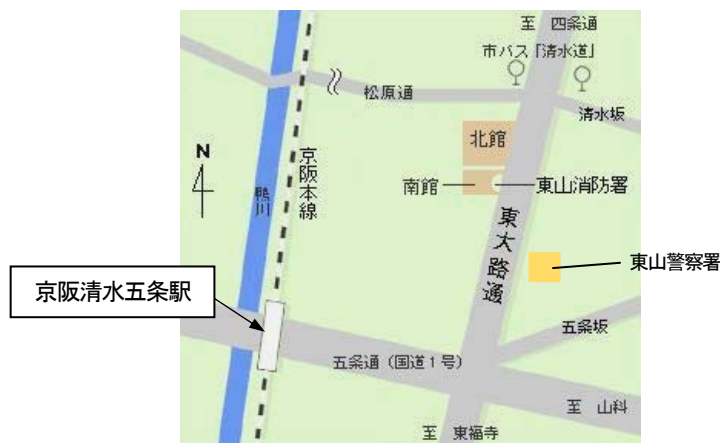 至 四条通
市バス「清水道」
松原通
清水坂
北館
N
京阪本線
南館
東山消防署
鴨川
東大路通
東山警察署
京阪清水五条駅
五条坂
五条通（国道１号）
至 山科
至 東福寺